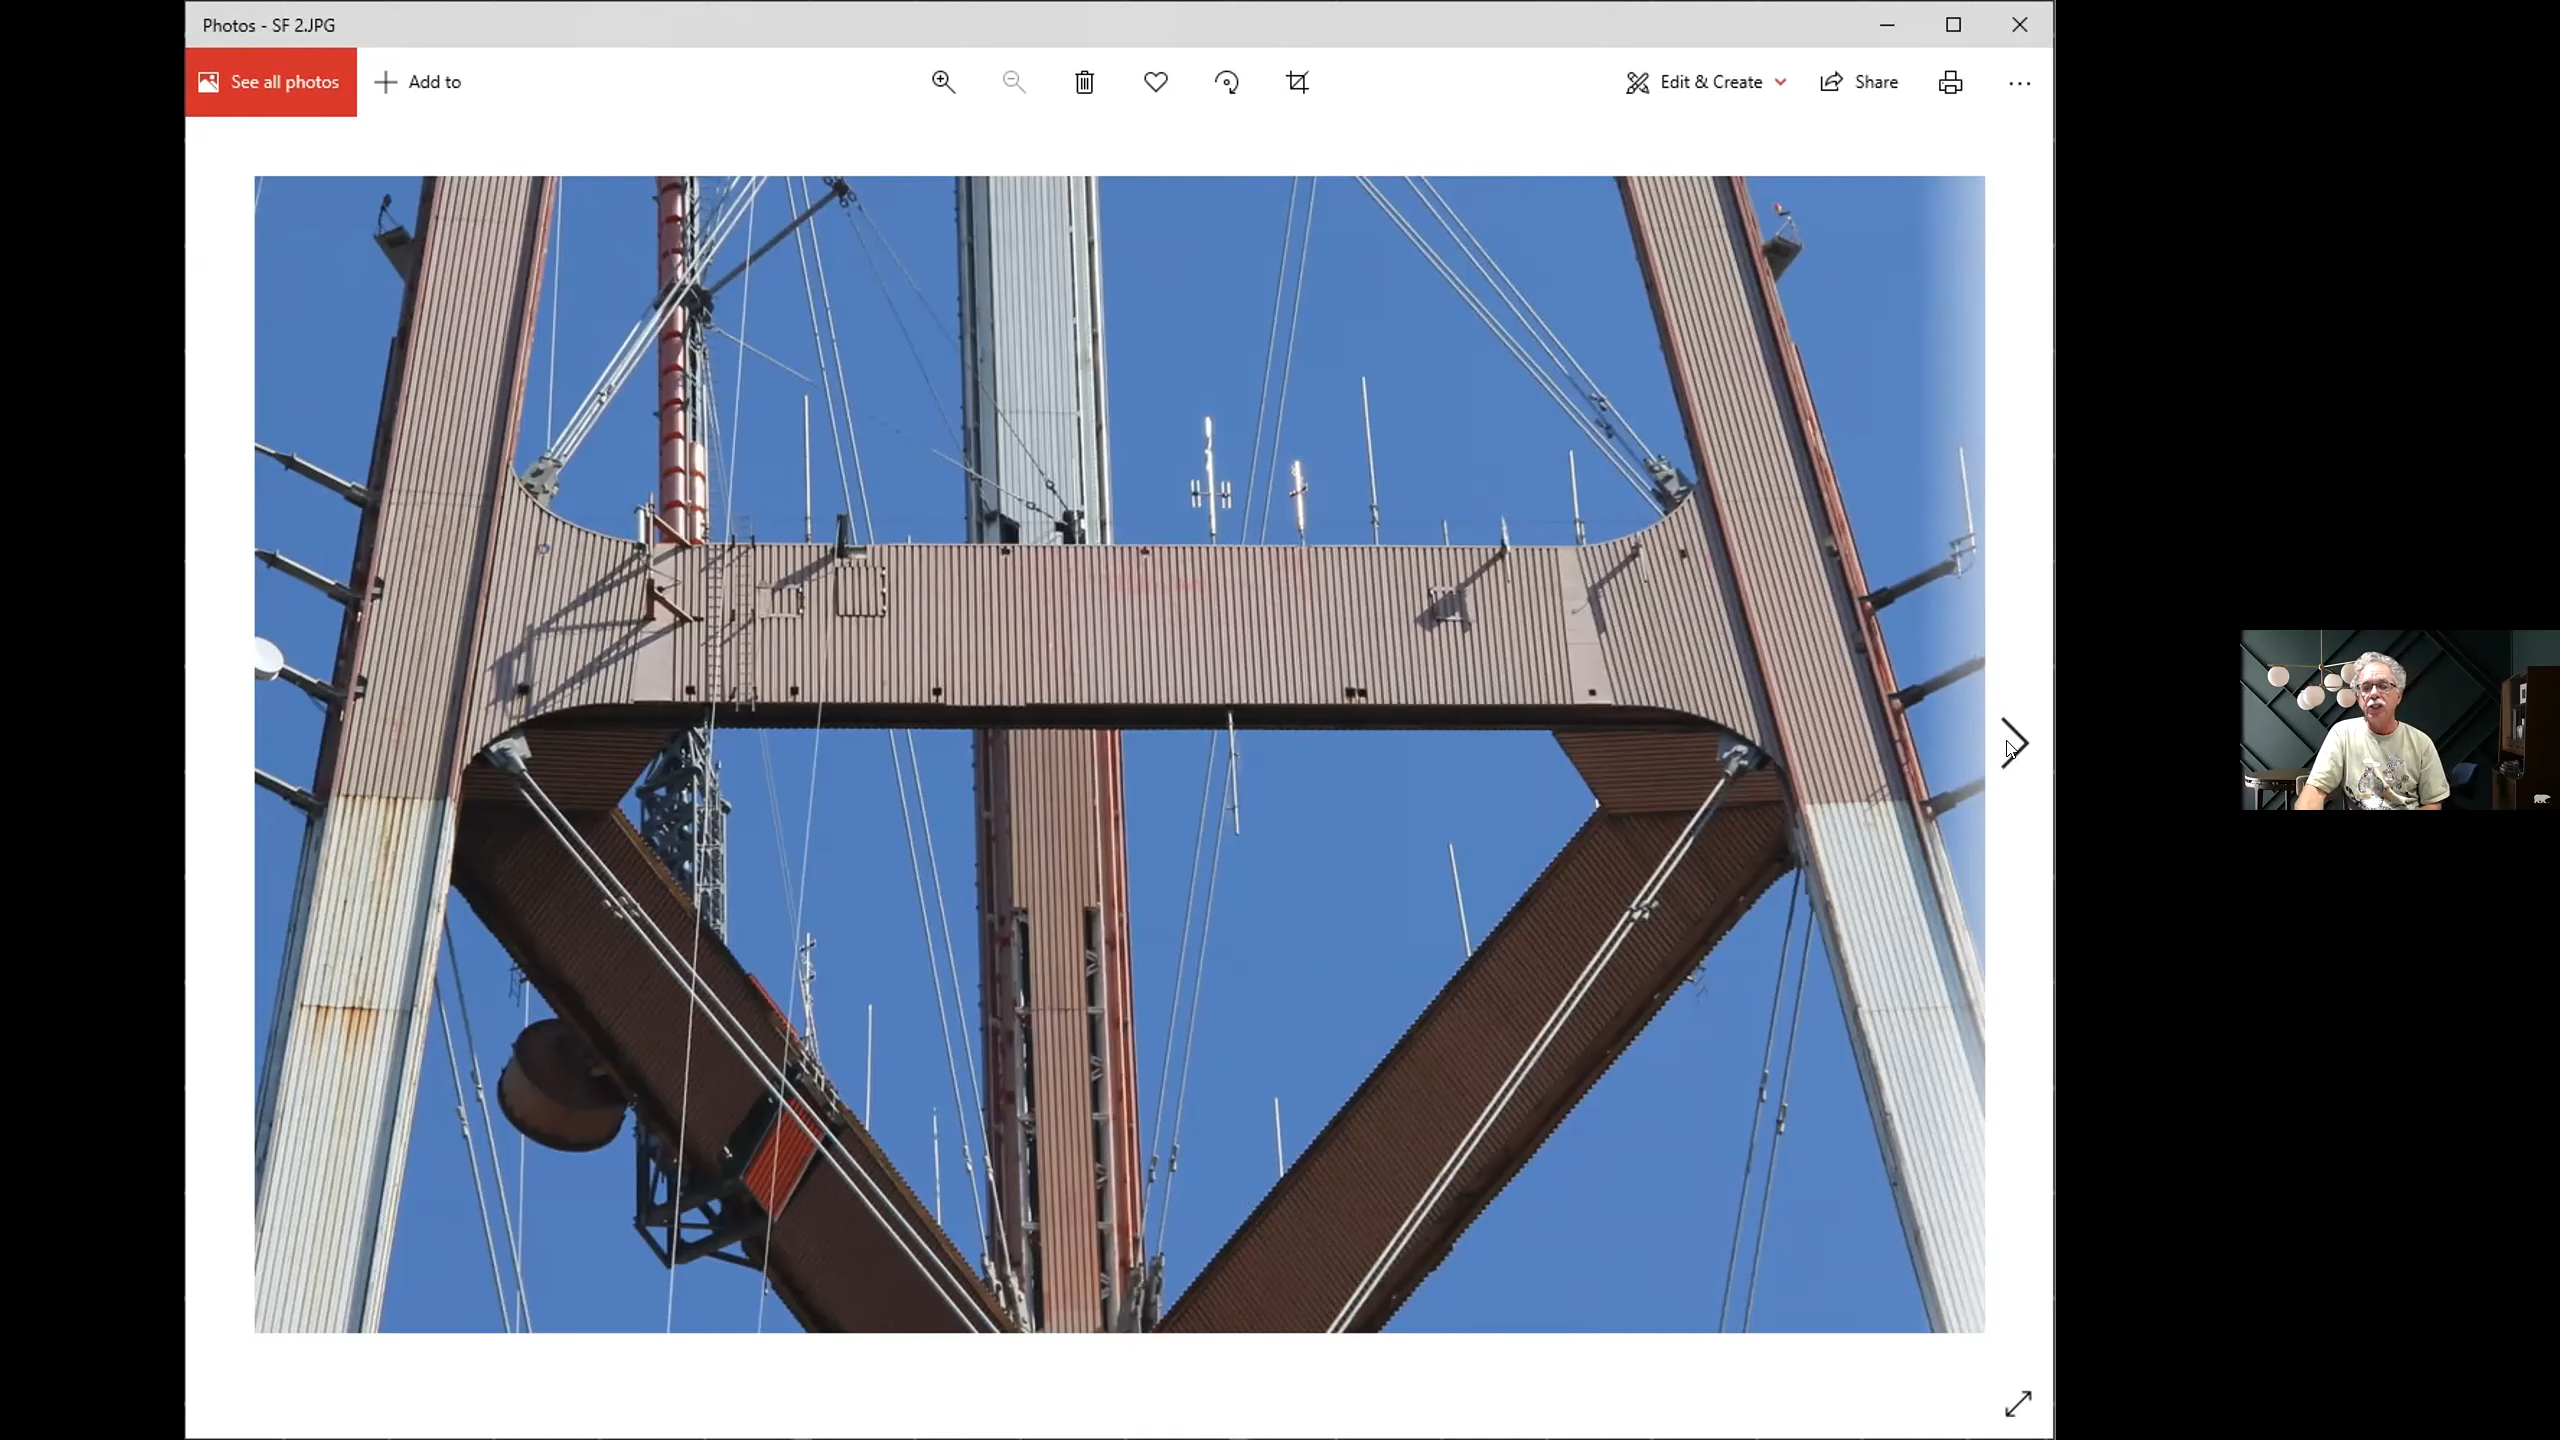 Photos - SF 2.JPG
See all photos
Add to
Edit & Create
Share